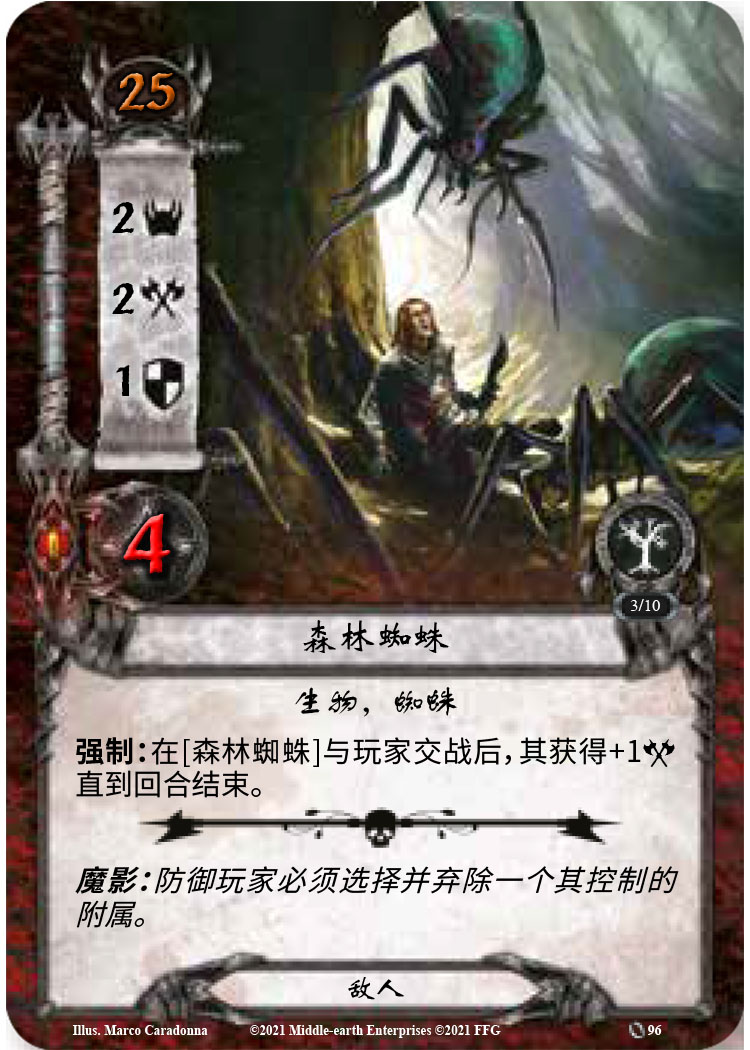 25
2
2
1
4
3/10
森林蜘蛛
生物，蜘蛛
强制：在[森林蜘蛛]与玩家交战后，其获得+1
直到回合结束。
魔影：防御玩家必须选择并弃除一个其控制的
附属。
敌人
Illus. Marco Caradonna ©2021 Middle-earth Enterprises ©2021 FFG 96